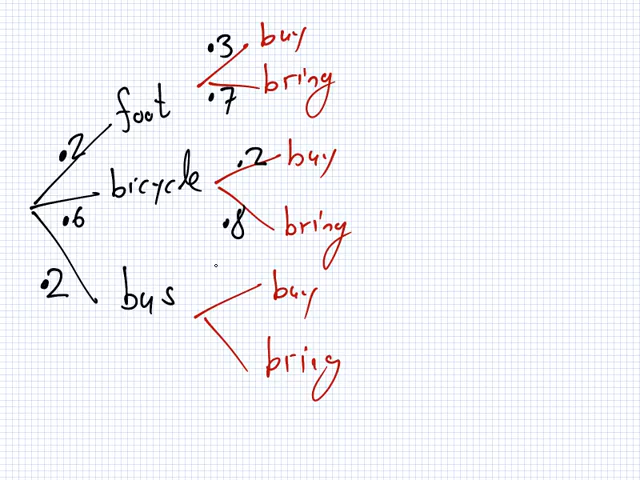 .3 buy
.7 bring
foot
.2
.2 buy
bicycle
.6
.8 bring
.2 bus
buy
bring